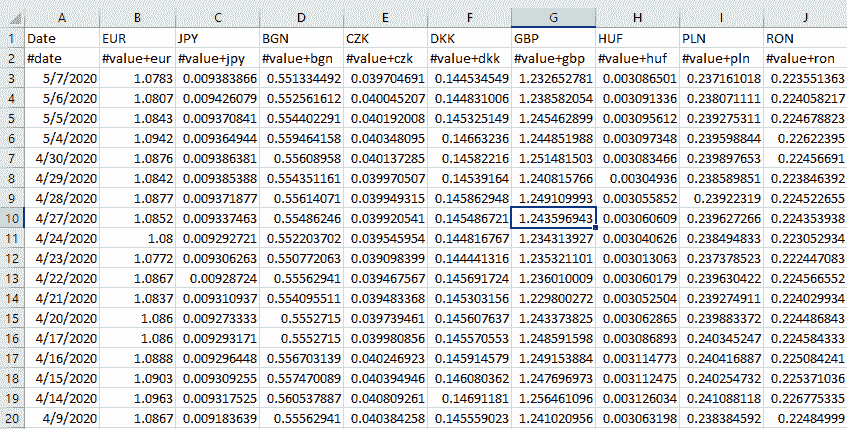 A B C D E F G H I J
1 Date EUR JPY BGN CZK DKK GBP HUF PLN RON
2 #date #value+eur #value+jpy #value+bgn #value+czk #value+dkk #value+gbp #value+huf #value+pln #value+ron
3 5/7/2020 1.0783 0.009383866 0.551334492 0.039704691 0.144534549 1.232652781 0.003086501 0.237161018 0.223551363
4 5/6/2020 1.0807 0.009426079 0.552561612 0.040045207 0.144831006 1.238582054 0.003091336 0.238071111 0.224058217
5 5/5/2020 1.0843 0.009370841 0.554402291 0.040192008 0.145325149 1.245462899 0.003095612 0.239275311 0.224678823
6 5/4/2020 1.0942 0.009364944 0.559464158 0.040348095 0.14663236 1.244851988 0.003097348 0.239598844 0.22622395
7 4/30/2020 1.0876 0.009386381 0.55608958 0.040137285 0.14582216 1.251481503 0.003083466 0.239897653 0.22456691
8 4/29/2020 1.0842 0.009385388 0.554351161 0.039970507 0.14539164 1.240815766 0.00304936 0.238589851 0.223846392
9 4/28/2020 1.0877 0.009371877 0.55614071 0.039949315 0.145862948 1.249109993 0.003055852 0.23922319 0.224522655
10 4/27/2020 1.0852 0.009337463 0.55486246 0.039920541 0.145486721 1.243596943 0.003060609 0.239627266 0.224353938
11 4/24/2020 1.08 0.009292721 0.552203702 0.039545954 0.144816767 1.234313927 0.003040626 0.238494833 0.223052934
12 4/23/2020 1.0772 0.009306263 0.550772063 0.039098399 0.144441316 1.235321101 0.003013063 0.237378523 0.222447083
13 4/22/2020 1.0867 0.00928724 0.55562941 0.039467567 0.145691724 1.236010009 0.003060179 0.239630422 0.224566552
14 4/21/2020 1.0837 0.009310937 0.554095511 0.039483368 0.145303156 1.229800272 0.003052504 0.239274911 0.224029934
15 4/20/2020 1.086 0.009273333 0.5552715 0.039739461 0.145607637 1.243373825 0.003062865 0.239883372 0.224486843
16 4/17/2020 1.086 0.009293171 0.5552715 0.039980856 0.145570553 1.248591598 0.003086893 0.240345247 0.224584333
17 4/16/2020 1.0888 0.009296448 0.556703139 0.040246923 0.145914579 1.249153884 0.003114773 0.240416887 0.225084241
18 4/15/2020 1.0903 0.009309255 0.557470089 0.040394946 0.146080362 1.247696973 0.003112475 0.240254732 0.225371036
19 4/14/2020 1.0963 0.009317525 0.560537887 0.040809261 0.14691181 1.256461096 0.003126034 0.241088118 0.226775335
20 4/9/2020 1.0867 0.009183639 0.55562941 0.040384258 0.145559023 1.241020956 0.003063198 0.238384592 0.22484999